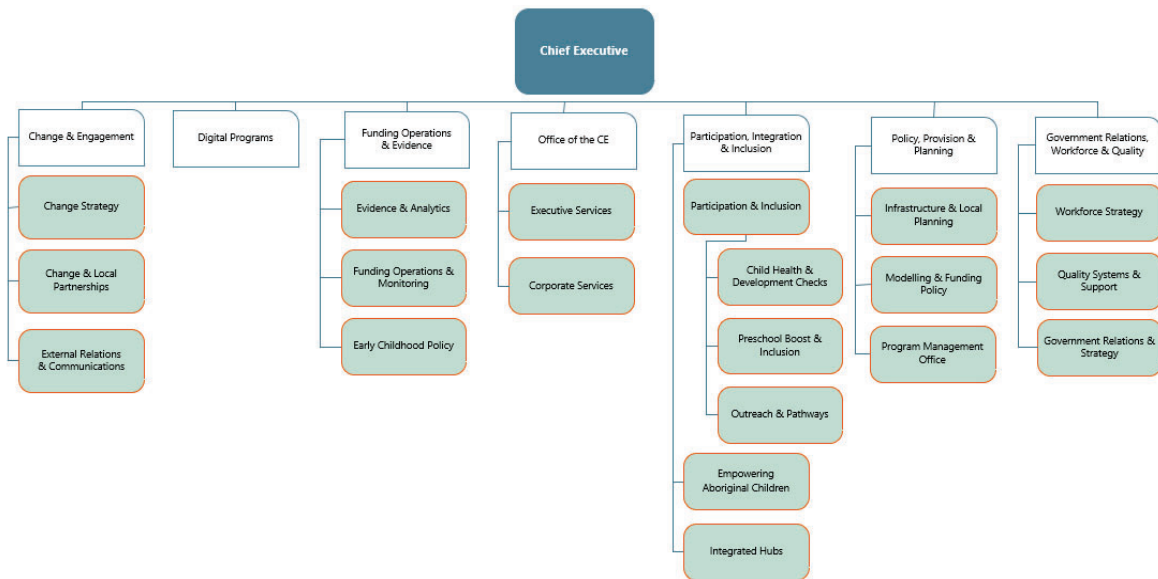 Chief Executive
Change & Engagement
Digital Programs
Funding Operations
& Evidence
Office of the CE
Participation, Integration
& Inclusion
Policy, Provision &
Planning
Government Relations,
Workforce & Quality
Change Strategy
Change & Local
Partnerships
External Relations
& Communications
Evidence & Analytics
Funding Operations &
Monitoring
Early Childhood Policy
Executive Services
Corporate Services
Participation & Inclusion
Child Health &
Development Checks
Preschool Boost &
Inclusion
Outreach & Pathways
Empowering
Aboriginal Children
Integrated Hubs
Infrastructure & Local
Planning
Modelling & Funding
Policy
Program Management
Office
Workforce Strategy
Quality Systems &
Support
Government Relations &
Strategy